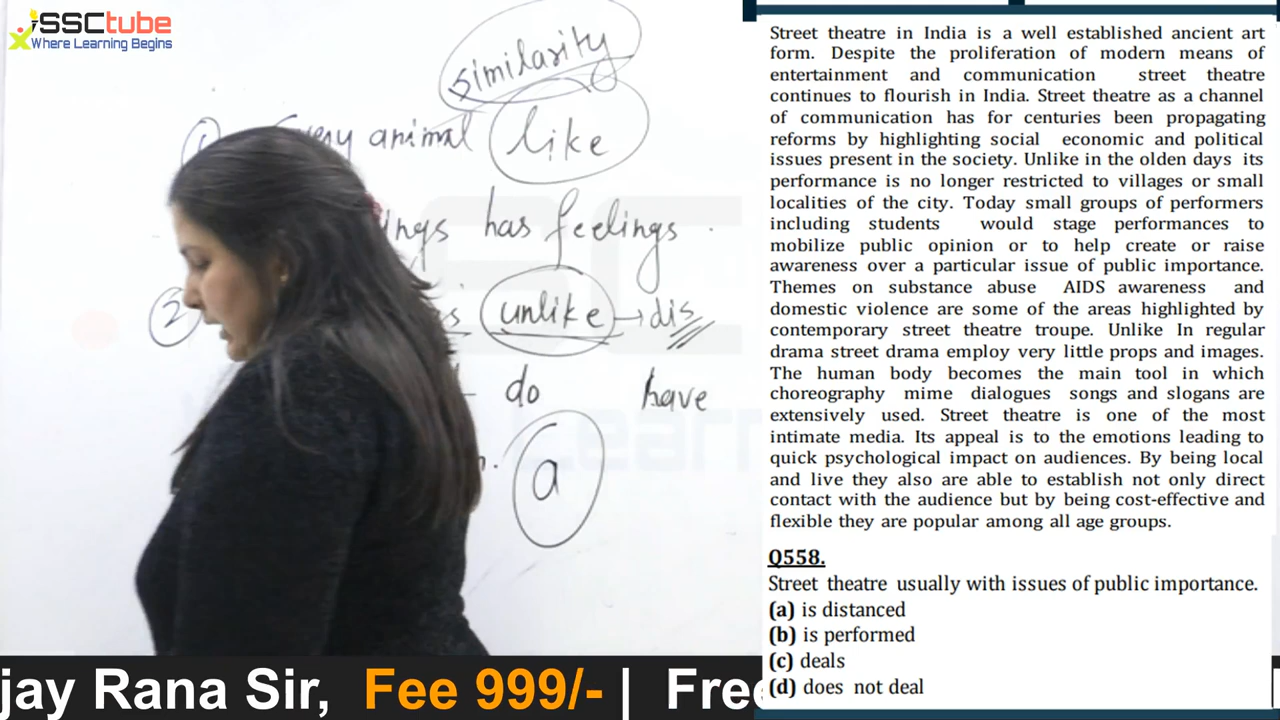 SSCtube
Where Learning Begins
similarity
1 Every animal like
ings has feelings .
2 s unlike → dis
do have
a
Street theatre in India is a well established ancient art
form. Despite the proliferation of modern means of
entertainment and communication street theatre
continues to flourish in India. Street theatre as a channel
of communication has for centuries been propagating
reforms by highlighting social economic and political
issues present in the society. Unlike in the olden days its
performance is no longer restricted to villages or small
localities of the city. Today small groups of performers
including students would stage performances to
mobilize public opinion or to help create or raise
awareness over a particular issue of public importance.
Themes on substance abuse AIDS awareness and
domestic violence are some of the areas highlighted by
contemporary street theatre troupe. Unlike In regular
drama street drama employ very little props and images.
The human body becomes the main tool in which
choreography mime dialogues songs and slogans are
extensively used. Street theatre is one of the most
intimate media. Its appeal is to the emotions leading to
quick psychological impact on audiences. By being local
and live they also are able to establish not only direct
contact with the audience but by being cost-effective and
flexible they are popular among all age groups.
Q558.
Street theatre usually with issues of public importance.
(a) is distanced
(b) is performed
(c) deals
(d) does not deal
jay Rana Sir, Fee 999/- | Free